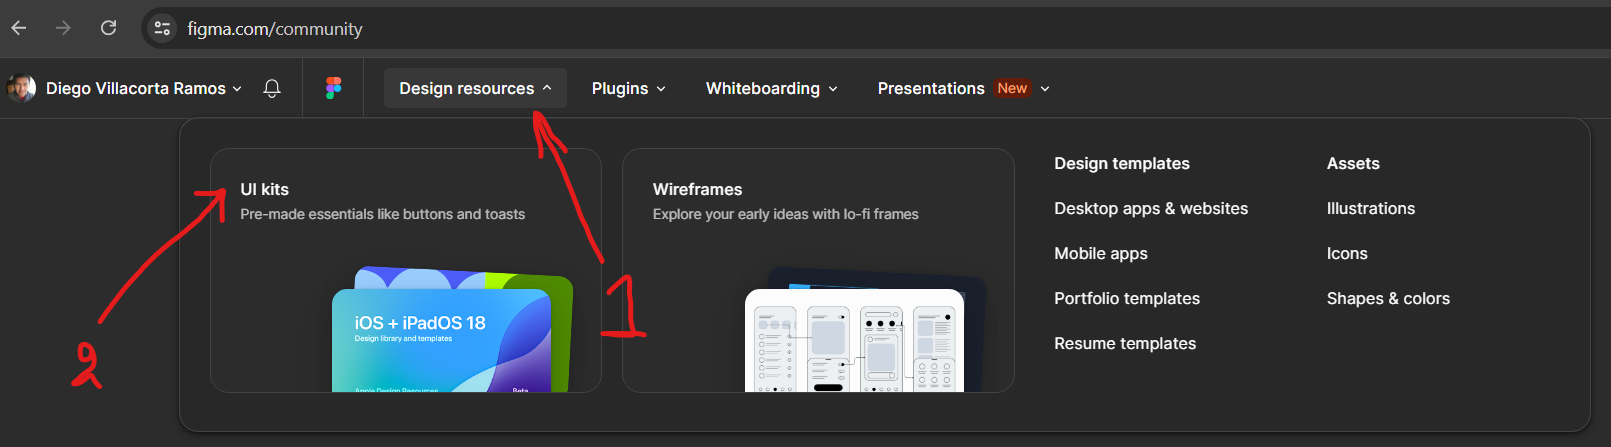 figma.com/community
Diego Villacorta Ramos
Design resources
Plugins
Whiteboarding
Presentations New
UI kits
Pre-made essentials like buttons and toasts
iOS + iPadOS 18
Design library and templates
Apple Design Resources
Beta
Wireframes
Explore your early ideas with lo-fi frames
Design templates
Desktop apps & websites
Mobile apps
Portfolio templates
Resume templates
Assets
Illustrations
Icons
Shapes & colors
1
2